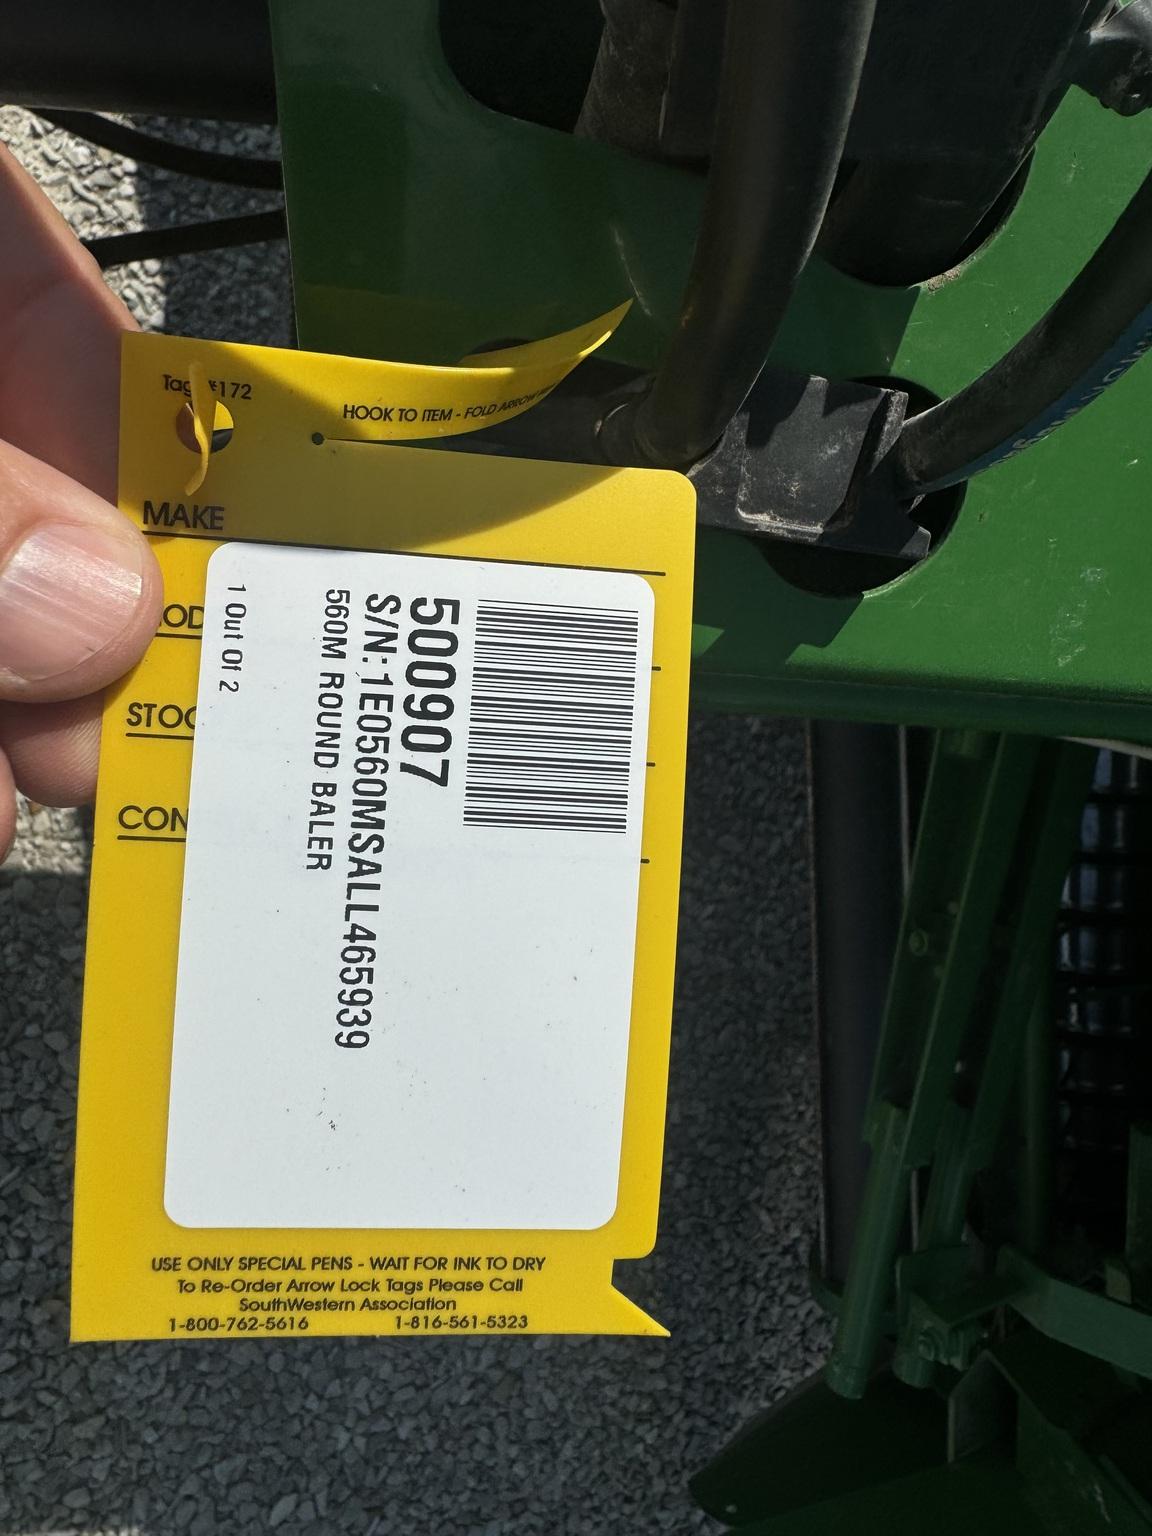 Tag #172
HOOK TO ITEM - FOLD ARROW
MAKE
STOC
CON
500907
S/N:1E0560MSALL465939
560M ROUND BALER
1 Out Of 2
USE ONLY SPECIAL PENS - WAIT FOR INK TO DRY
To Re-Order Arrow Lock Tags Please Call
SouthWestern Association
1-800-762-5616 1-816-561-5323